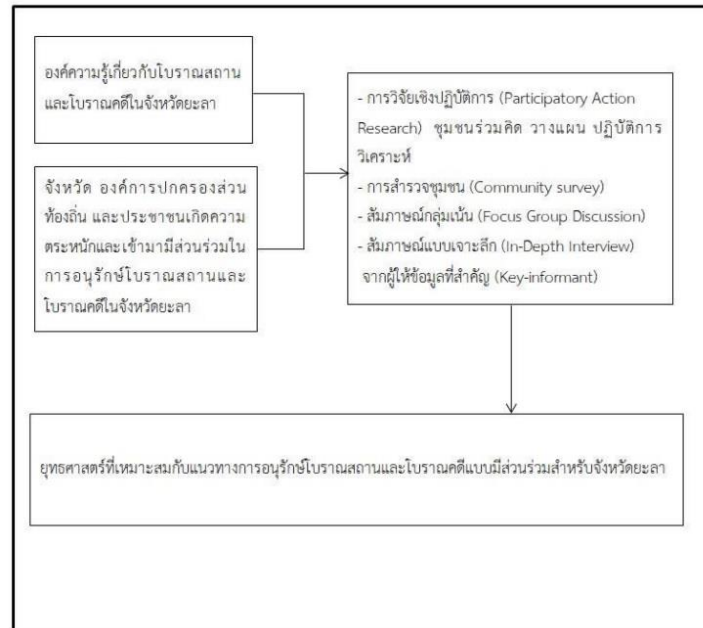 องค์ความรู้เกี่ยวกับโบราณสถาน
และโบราณคดีในจังหวัดยะลา
จังหวัด องค์การปกครองส่วน
ท้องถิ่น และประชาชนเกิดความ
ตระหนักและเข้ามามีส่วนร่วมใน
การอนุรักษ์โบราณสถานและ
โบราณคดีในจังหวัดยะลา
- การวิจัยเชิงปฏิบัติการ (Participatory Action
Research) ชุมชนร่วมคิด วางแผน ปฏิบัติการ
วิเคราะห์
- การสำรวจชุมชน (Community survey)
- สัมภาษณ์กลุ่มเน้น (Focus Group Discussion)
- สัมภาษณ์แบบเจาะลึก (In-Depth Interview)
จากผู้ให้ข้อมูลที่สำคัญ (Key-informant)
ยุทธศาสตร์ที่เหมาะสมกับแนวทางการอนุรักษ์โบราณสถานและโบราณคดีแบบมีส่วนร่วมสำหรับจังหวัดยะลา